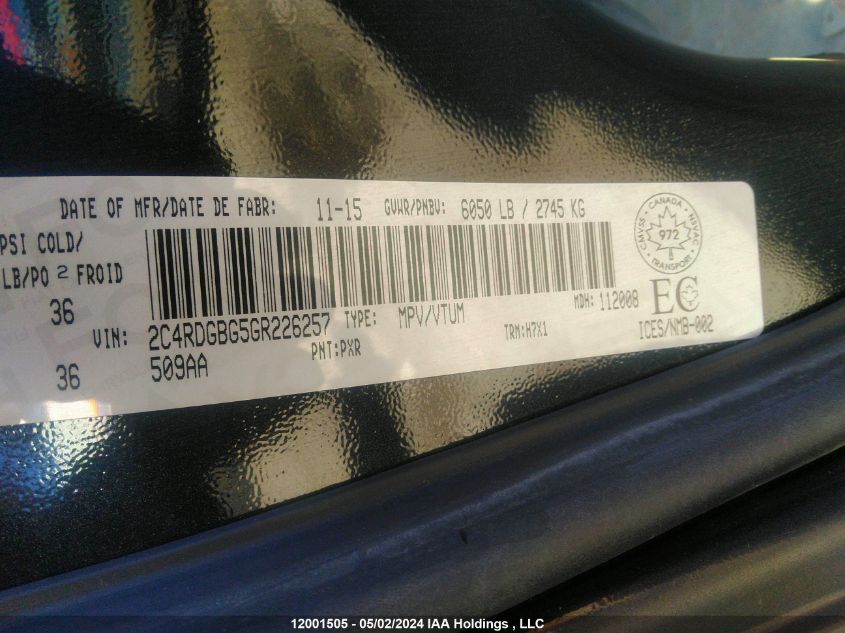 DATE OF MFR/DATE DE FABR: 11-15 GVWR/PNBV: 6050 LB / 2745 KG
PSI COLD/
LB/PO 2 FROID
36
36
VIN: 2C4RDGBG5GR226257 TYPE: MPV/VTUM MDH: 112008
PNT:PXR TRM:H7X1
509AA
CMVSS CANADA NSVAC
972
TRANSPORT
EC
ICES/NMB-002
12001505 - 05/02/2024 IAA Holdings , LLC